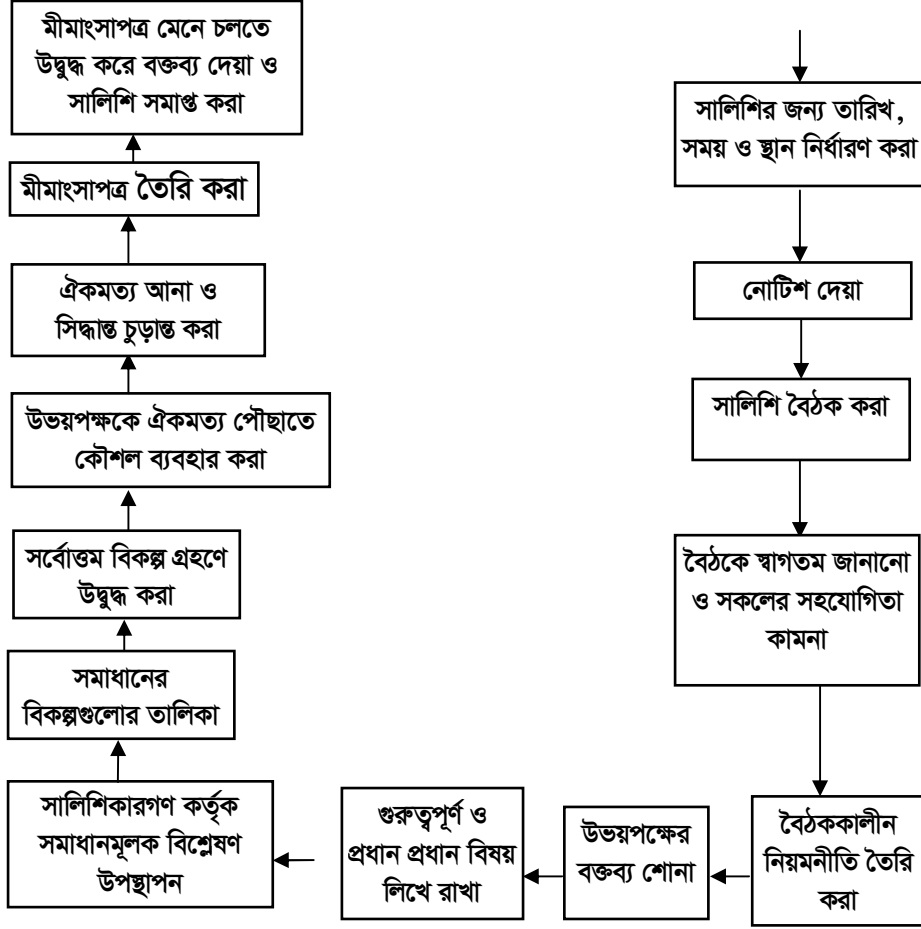 সালিশির জন্য তারিখ,
সময় ও স্থান নির্ধারণ করা
নোটিশ দেয়া
সালিশি বৈঠক করা
বৈঠকে স্বাগতম জানানো
ও সকলের সহযোগিতা
কামনা
বৈঠককালীন
নিয়মনীতি তৈরি
করা
উভয়পক্ষের
বক্তব্য শোনা
গুরুত্বপূর্ণ ও
প্রধান প্রধান বিষয়
লিখে রাখা
সালিশিকারগণ কর্তৃক
সমাধানমূলক বিশ্লেষণ
উপস্থাপন
সমাধানের
বিকল্পগুলোর তালিকা
সর্বোত্তম বিকল্প গ্রহণে
উদ্বুদ্ধ করা
উভয়পক্ষকে ঐকমত্য পৌছাতে
কৌশল ব্যবহার করা
ঐকমত্য আনা ও
সিদ্ধান্ত চুড়ান্ত করা
মীমাংসাপত্র তৈরি করা
মীমাংসাপত্র মেনে চলতে
উদ্বুদ্ধ করে বক্তব্য দেয়া ও
সালিশি সমাপ্ত করা